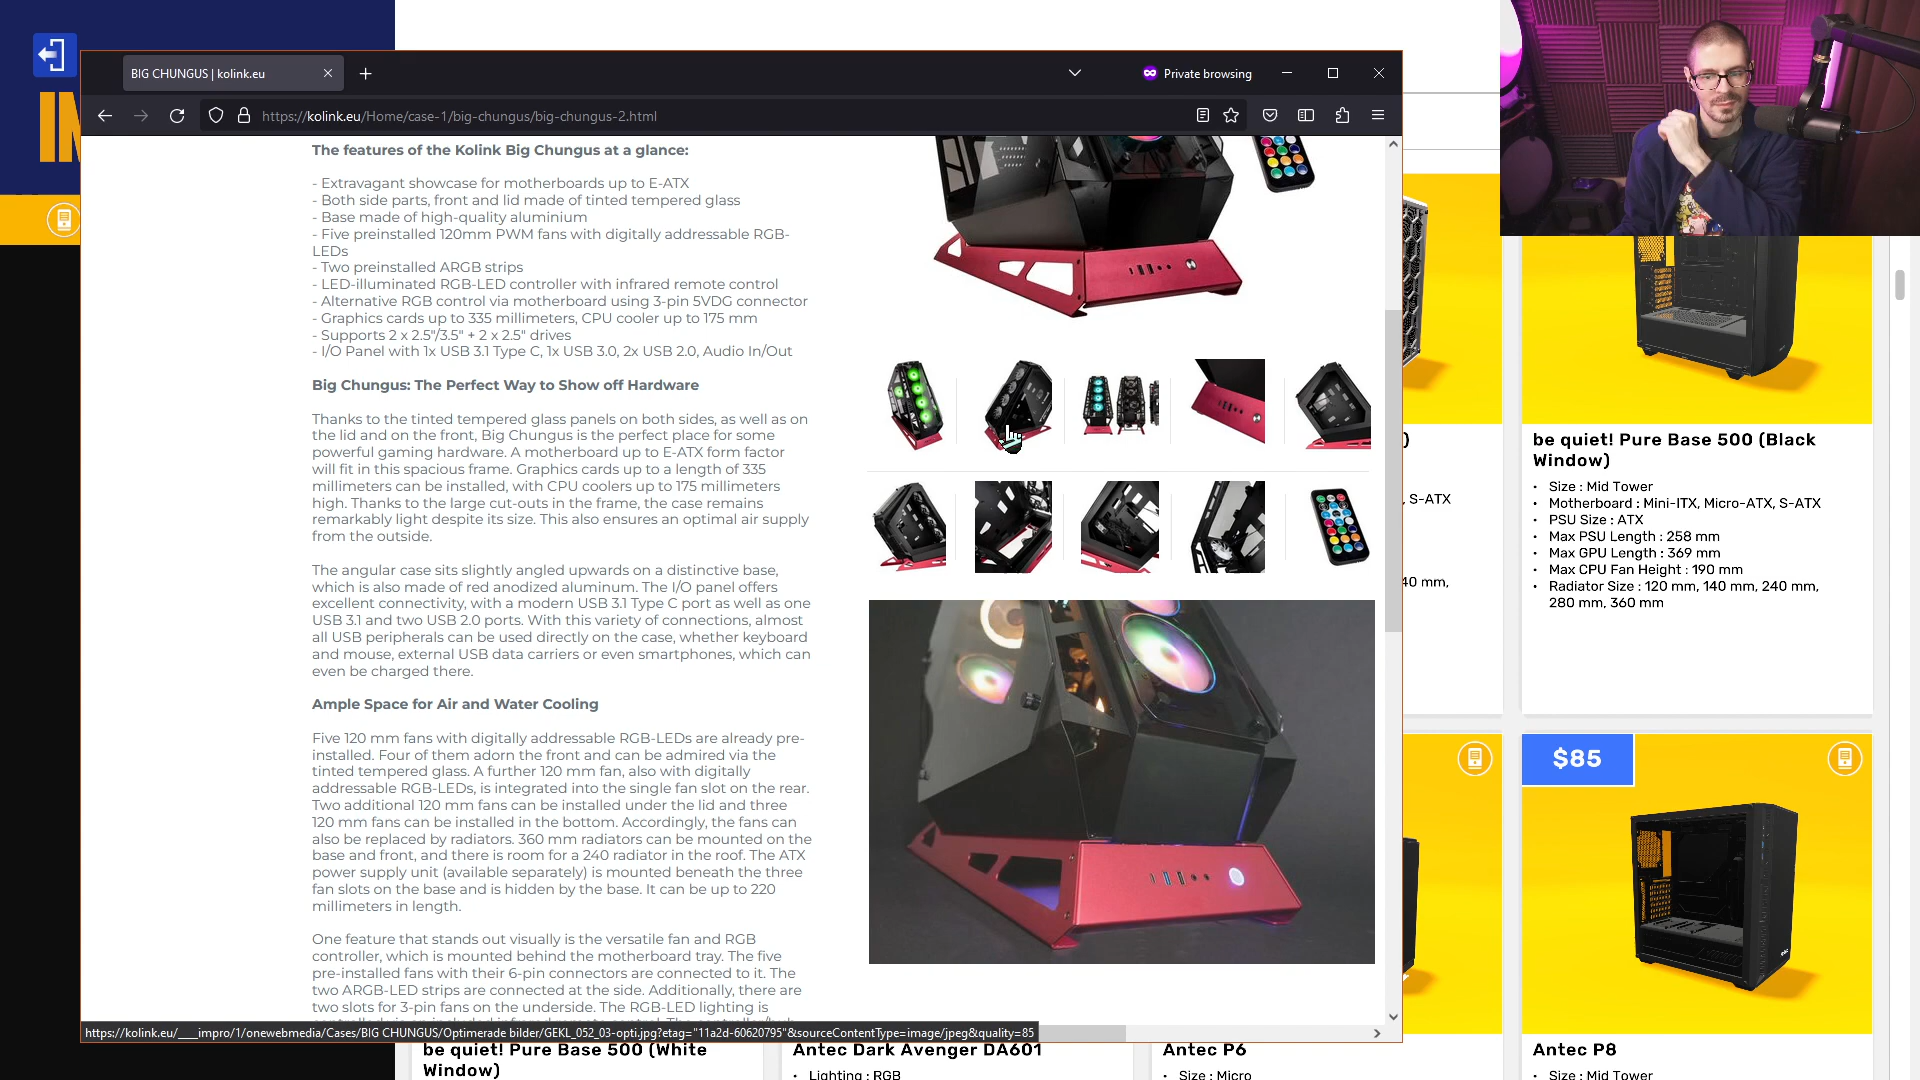 BIG CHUNGUS | kolink.eu
Private browsing
https://kolink.eu/Home/case-1/big-chungus/big-chungus-2.html
The features of the Kolink Big Chungus at a glance:
- Extravagant showcase for motherboards up to E-ATX
- Both side parts, front and lid made of tinted tempered glass
- Base made of high-quality aluminium
- Five preinstalled 120mm PWM fans with digitally addressable RGB-
LEDs
- Two preinstalled ARGB strips
- LED-illuminated RGB-LED controller with infrared remote control
- Alternative RGB control via motherboard using 3-pin 5VDG connector
- Graphics cards up to 335 millimeters, CPU cooler up to 175 mm
- Supports 2 x 2.5"/3.5" + 2 x 2.5" drives
- I/O Panel with 1x USB 3.1 Type C, 1x USB 3.0, 2x USB 2.0, Audio In/Out
Big Chungus: The Perfect Way to Show off Hardware
Thanks to the tinted tempered glass panels on both sides, as well as on
the lid and on the front, Big Chungus is the perfect place for some
powerful gaming hardware. A motherboard up to E-ATX form factor
will fit in this spacious frame. Graphics cards up to a length of 335
millimeters can be installed, with CPU coolers up to 175 millimeters
high. Thanks to the large cut-outs in the frame, the case remains
remarkably light despite its size. This also ensures an optimal air supply
from the outside.
The angular case sits slightly angled upwards on a distinctive base,
which is also made of red anodized aluminum. The I/O panel offers
excellent connectivity, with a modern USB 3.1 Type C port as well as one
USB 3.1 and two USB 2.0 ports. With this variety of connections, almost
all USB peripherals can be used directly on the case, whether keyboard
and mouse, external USB data carriers or even smartphones, which can
even be charged there.
Ample Space for Air and Water Cooling
Five 120 mm fans with digitally addressable RGB-LEDs are already pre-
installed. Four of them adorn the front and can be admired via the
tinted tempered glass. A further 120 mm fan, also with digitally
addressable RGB-LEDs, is integrated into the single fan slot on the rear.
Two additional 120 mm fans can be installed under the lid and three
120 mm fans can be installed in the bottom. Accordingly, the fans can
also be replaced by radiators. 360 mm radiators can be mounted on the
base and front, and there is room for a 240 radiator in the roof. The ATX
power supply unit (available separately) is mounted beneath the three
fan slots on the base and is hidden by the base. It can be up to 220
millimeters in length.
One feature that stands out visually is the versatile fan and RGB
controller, which is mounted behind the motherboard tray. The five
pre-installed fans with their 6-pin connectors are connected to it. The
two ARGB-LED strips are connected at the side. Additionally, there are
two slots for 3-pin fans on the underside. The RGB-LED lighting is
https://kolink.eu/___impro/1/onewebmedia/Cases/BIG CHUNGUS/Optimerade bilder/GEKL_052_03-opti.jpg?etag="11a2d-60620795"&sourceContentType=image/jpeg&quality=85
)
, S-ATX
40 mm,
be quiet! Pure Base 500 (Black
Window)
• Size : Mid Tower
• Motherboard : Mini-ITX, Micro-ATX, S-ATX
• PSU Size : ATX
• Max PSU Length : 258 mm
• Max GPU Length : 369 mm
• Max CPU Fan Height : 190 mm
• Radiator Size : 120 mm, 140 mm, 240 mm,
280 mm, 360 mm
$85
be quiet! Pure Base 500 (White
Window)
Antec Dark Avenger DA601
• Lighting : RGB
Antec P6
• Size : Micro
Antec P8
• Size : Mid Tower